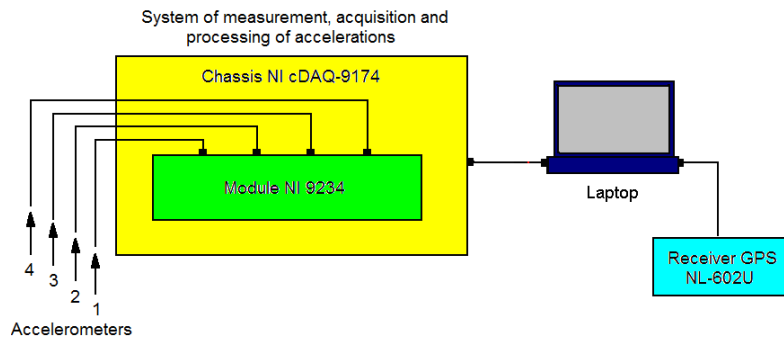 System of measurement, acquisition and
processing of accelerations
Chassis NI cDAQ-9174
Module NI 9234
Laptop
Receiver GPS
NL-602U
4
3
2
1
Accelerometers